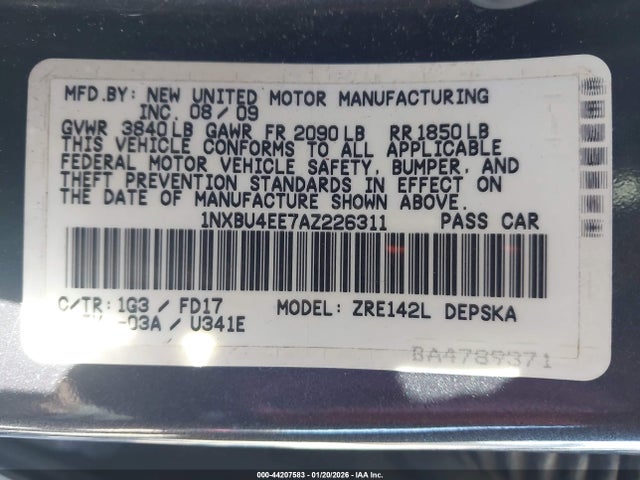 MFD.BY: NEW UNITED MOTOR MANUFACTURING
INC. 08/09
GVWR 3840LB GAWR FR 2090LB RR1850LB
THIS VEHICLE CONFORMS TO ALL APPLICABLE
FEDERAL MOTOR VEHICLE SAFETY, BUMPER, AND
THEFT PREVENTION STANDARDS IN EFFECT ON
THE DATE OF MANUFACTURE SHOWN ABOVE.
1NXBU4EE7AZ226311 PASS CAR
C/TR: 1G3 / FD17 MODEL: ZRE142L DEPSKA
-03A / U341E
BA4789371
000-44207583 - 01/20/2026 - IAA Inc.